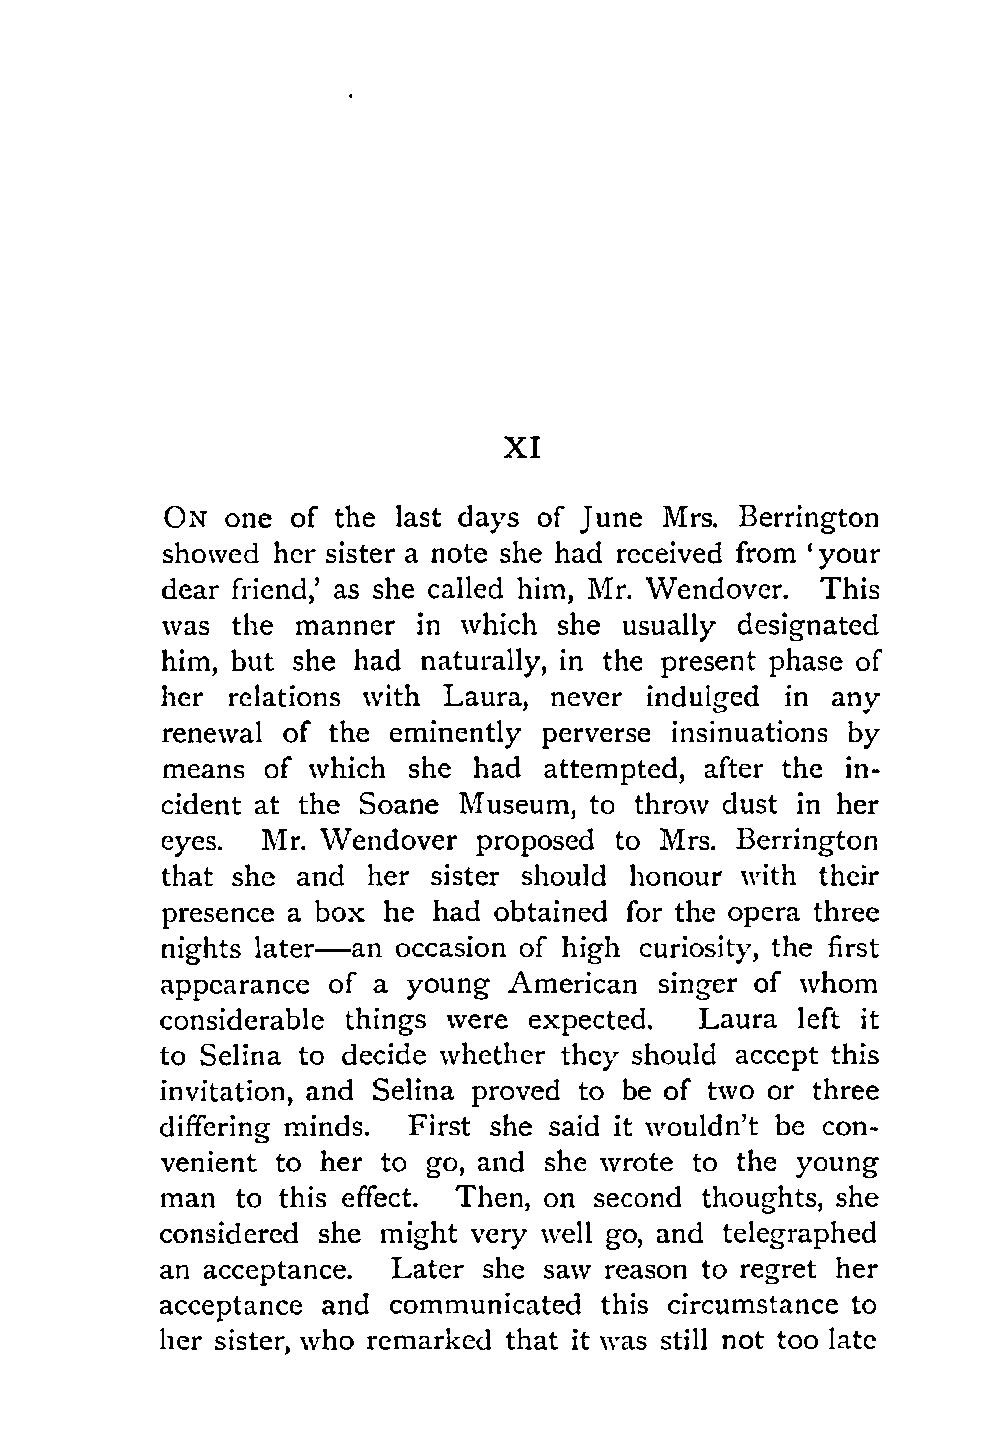 XI
ON one of the last days of June Mrs. Berrington
showed her sister a note she had received from ‘your
dear friend,’ as she called him, Mr. Wendover. This
was the manner in which she usually designated
him, but she had naturally, in the present phase of
her relations with Laura, never indulged in any
renewal of the eminently perverse insinuations by
means of which she had attempted, after the in-
cident at the Soane Museum, to throw dust in her
eyes. Mr. Wendover proposed to Mrs. Berrington
that she and her sister should honour with their
presence a box he had obtained for the opera three
nights later—an occasion of high curiosity, the first
appearance of a young American singer of whom
considerable things were expected. Laura left it
to Selina to decide whether they should accept this
invitation, and Selina proved to be of two or three
differing minds. First she said it wouldn’t be con-
venient to her to go, and she wrote to the young
man to this effect. Then, on second thoughts, she
considered she might very well go, and telegraphed
an acceptance. Later she saw reason to regret her
acceptance and communicated this circumstance to
her sister, who remarked that it was still not too late